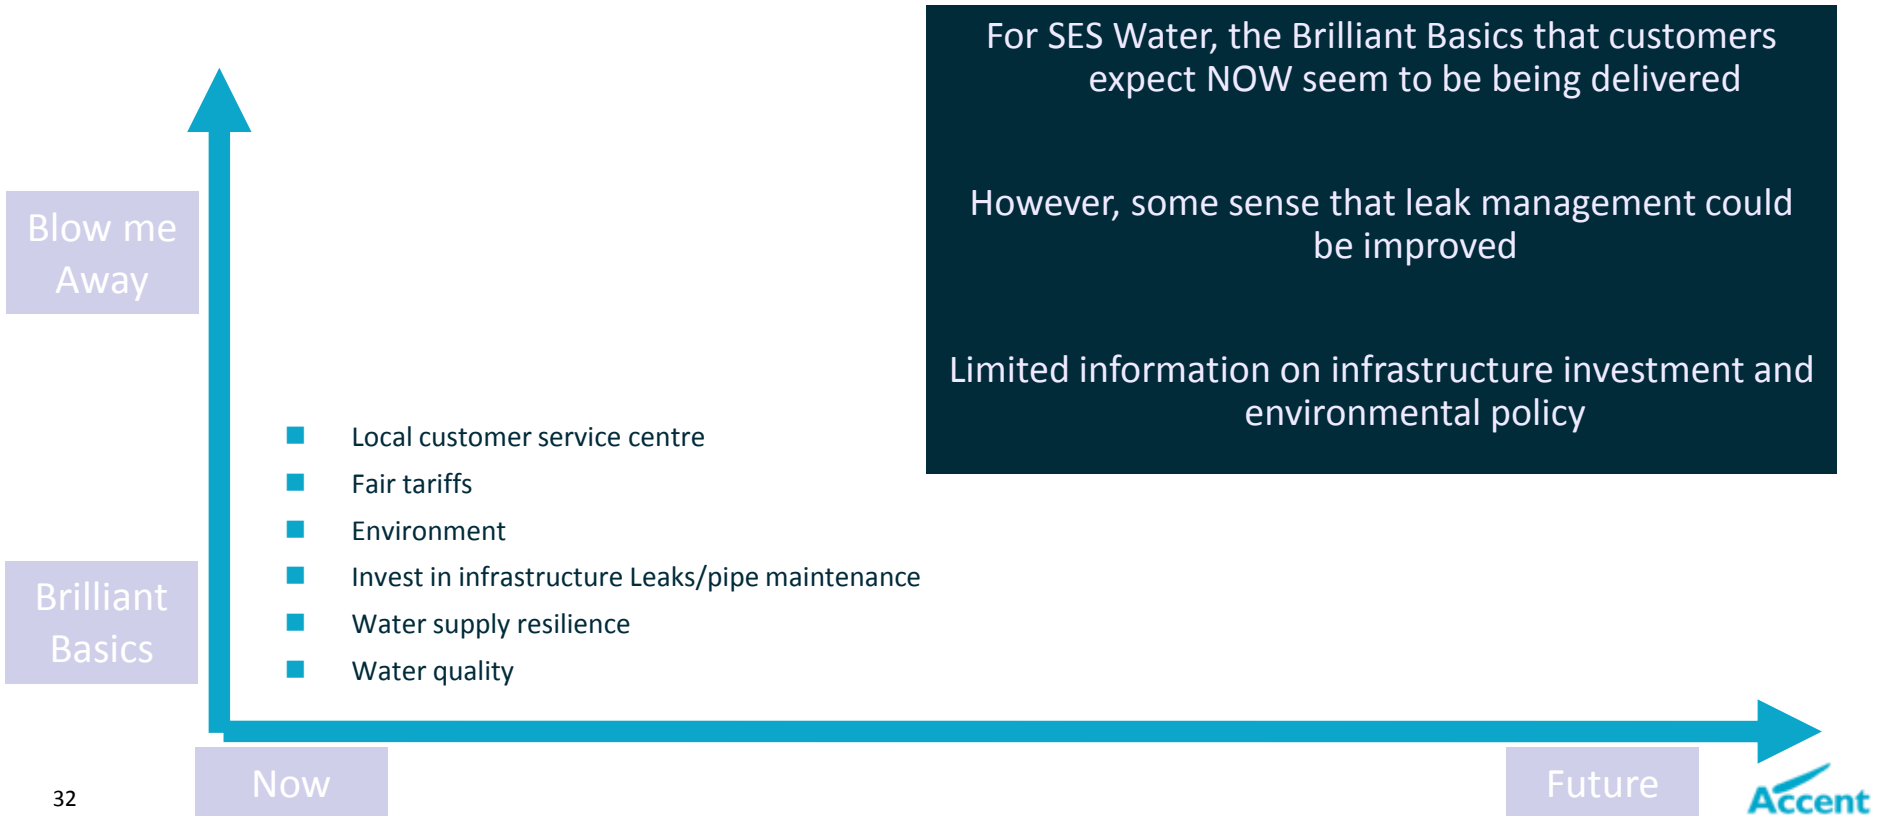 For SES Water, the Brilliant Basics that customers
expect NOW seem to be being delivered
However, some sense that leak management could
be improved
Limited information on infrastructure investment and
environmental policy
Blow me
Away
Local customer service centre
Fair tariffs
Environment
Invest in infrastructure Leaks/pipe maintenance
Water supply resilience
Water quality
Brilliant
Basics
Now
Future
32
Accent